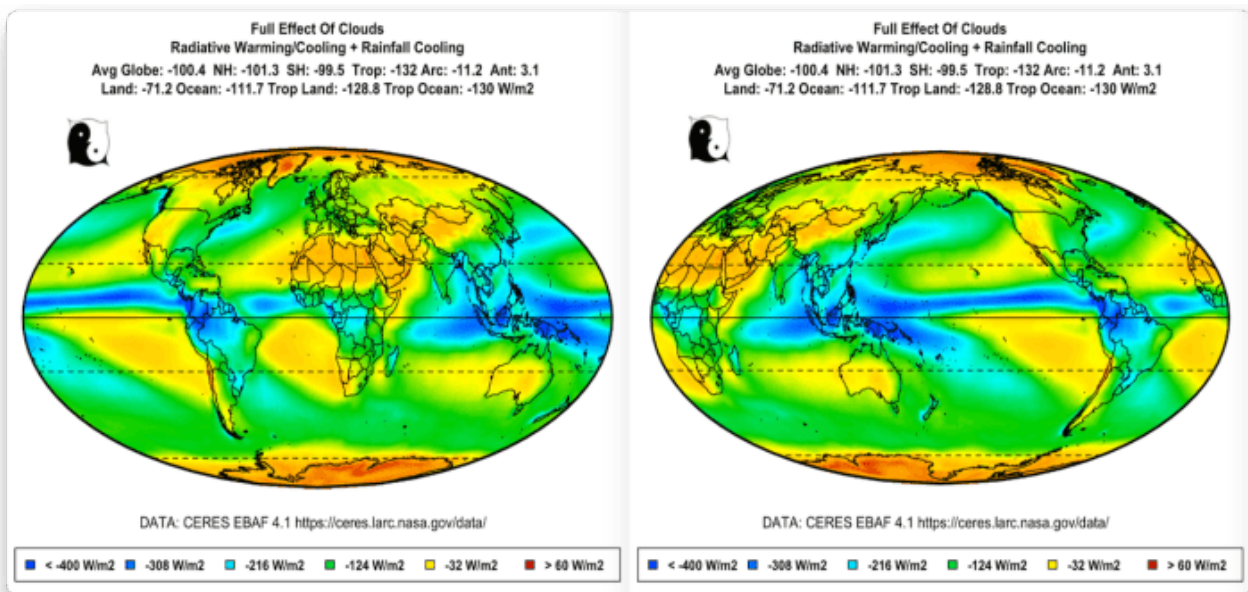 Full Effect Of Clouds
Radiative Warming/Cooling + Rainfall Cooling
Avg Globe: -100.4 NH: -101.3 SH: -99.5 Trop: -132 Arc: -11.2 Ant: 3.1
Land: -71.2 Ocean: -111.7 Trop Land: -128.8 Trop Ocean: -130 W/m2
DATA: CERES EBAF 4.1 https://ceres.larc.nasa.gov/data/
< -400 W/m2 -308 W/m2 -216 W/m2 -124 W/m2 -32 W/m2 > 60 W/m2
Full Effect Of Clouds
Radiative Warming/Cooling + Rainfall Cooling
Avg Globe: -100.4 NH: -101.3 SH: -99.5 Trop: -132 Arc: -11.2 Ant: 3.1
Land: -71.2 Ocean: -111.7 Trop Land: -128.8 Trop Ocean: -130 W/m2
DATA: CERES EBAF 4.1 https://ceres.larc.nasa.gov/data/
< -400 W/m2 -308 W/m2 -216 W/m2 -124 W/m2 -32 W/m2 > 60 W/m2